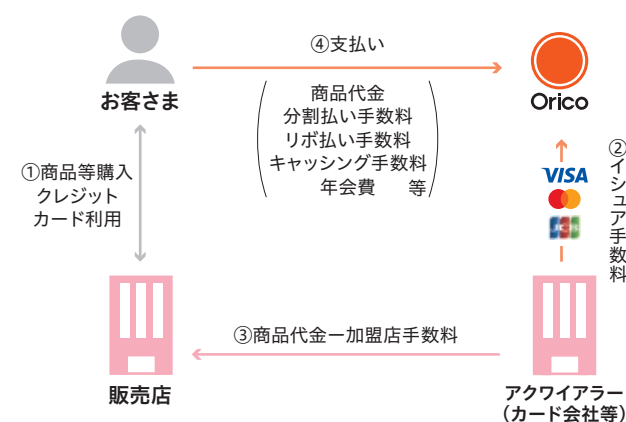 ④支払い
お客さま
Orico
商品代金
分割払い手数料
リボ払い手数料
キャッシング手数料
年会費 等
①商品等購入
クレジット
カード利用
VISA
JCB
②イシュア手数料
③商品代金ー加盟店手数料
販売店
アクワイアラー
（カード会社等）